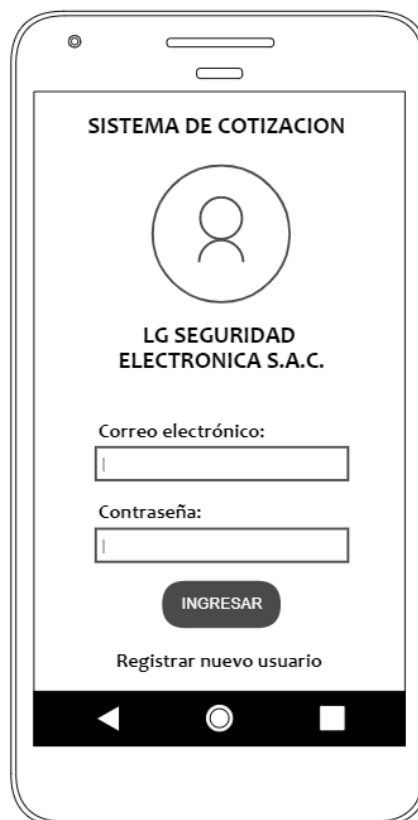 SISTEMA DE COTIZACION
LG SEGURIDAD
ELECTRONICA S.A.C.
Correo electrónico:
Contraseña:
INGRESAR
Registrar nuevo usuario